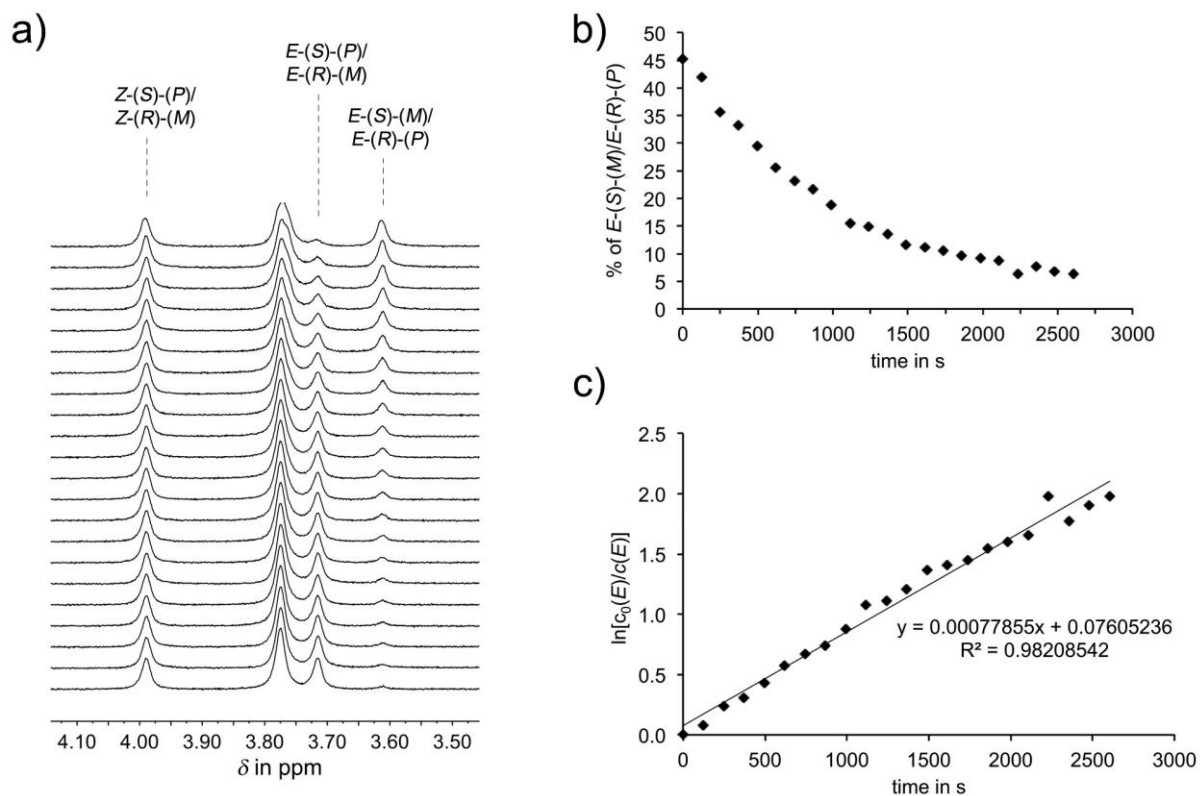 a)
Z-(S)-(P)/
Z-(R)-(M)
E-(S)-(P)/
E-(R)-(M)
E-(S)-(M)/
E-(R)-(P)
4.10 4.00 3.90 3.80 3.70 3.60 3.50
δ in ppm
b)
% of E-(S)-(M)/E-(R)-(P)
50
45
40
35
30
25
20
15
10
5
0
0 500 1000 1500 2000 2500 3000
time in s
c)
ln[c₀(E)/c(E)]
2.5
2.0
1.5
1.0
0.5
0.0
y = 0.00077855x + 0.07605236
R² = 0.98208542
0 500 1000 1500 2000 2500 3000
time in s